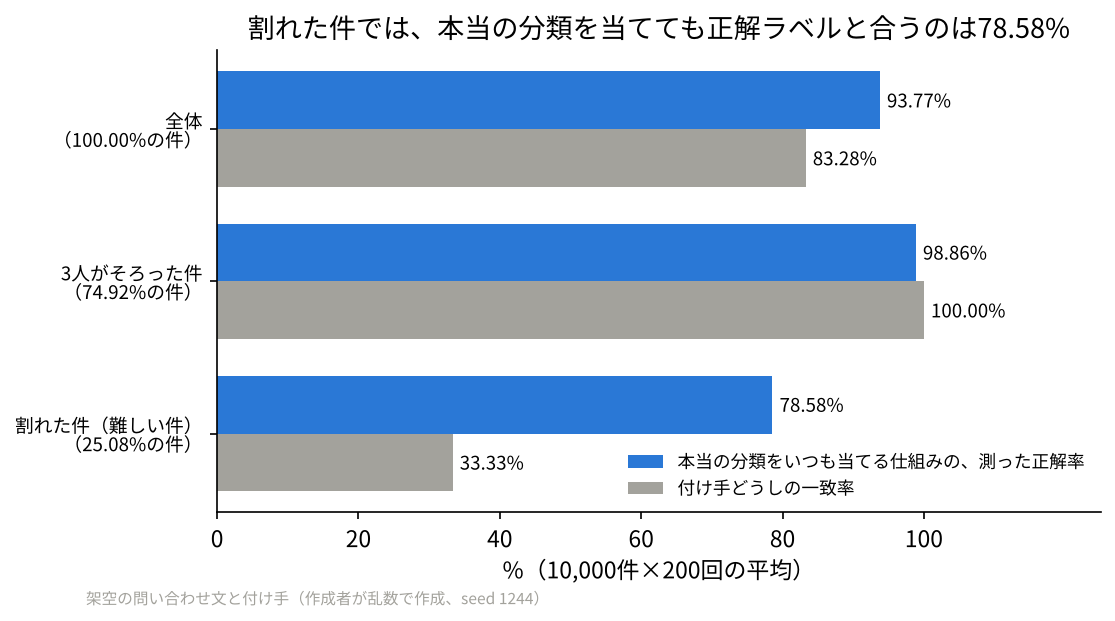 割れた件では、本当の分類を当てても正解ラベルと合うのは78.58%
全体
（100.00%の件）
93.77%
83.28%
3人がそろった件
（74.92%の件）
98.86%
100.00%
割れた件（難しい件）
（25.08%の件）
78.58%
33.33%
本当の分類をいつも当てる仕組みの、測った正解率
付け手どうしの一致率
0 20 40 60 80 100
%（10,000件×200回の平均）
架空の問い合わせ文と付け手（作成者が乱数で作成、seed 1244）